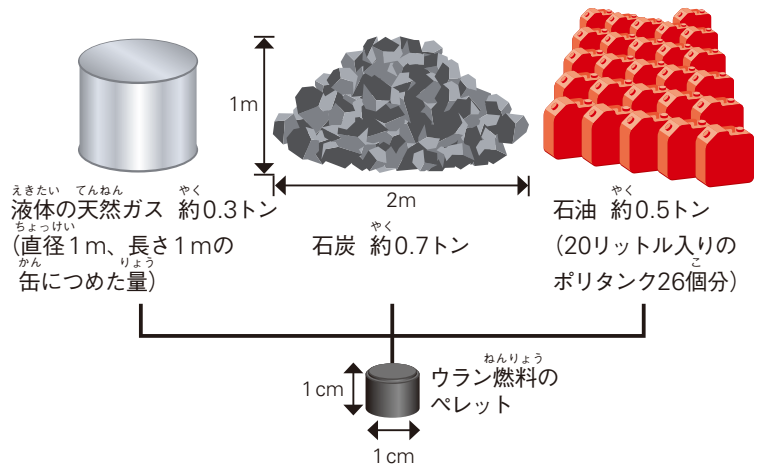 1m
2m
えきたい てんねん やく
液体の天然ガス 約0.3トン
ちょっけい
(直径1m、長さ1mの
かん りょう
缶につめた量)
やく
石炭 約0.7トン
やく
石油 約0.5トン
(20リットル入りの
こ
ポリタンク26個分)
1cm
1cm
ねんりょう
ウラン燃料の
ペレット